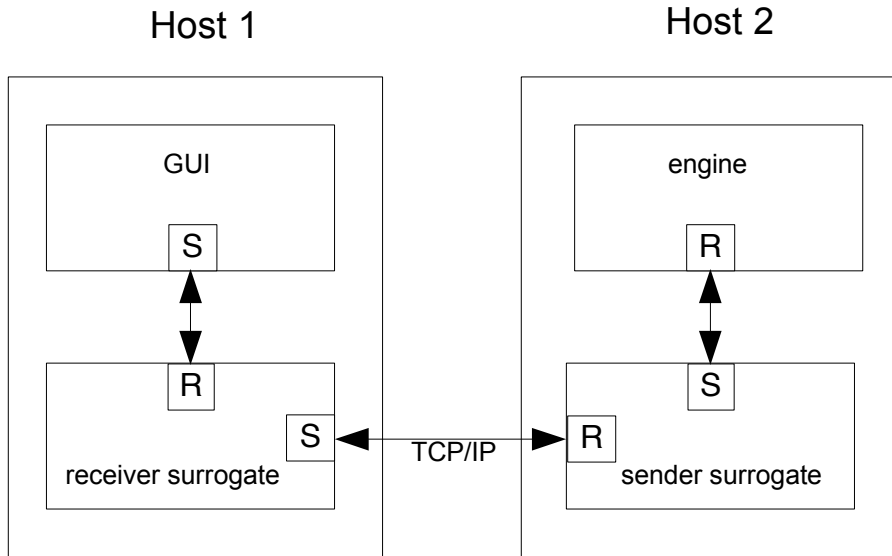 Host 1
Host 2
GUI
engine
S
R
R
S
S
R
TCP/IP
receiver surrogate
sender surrogate